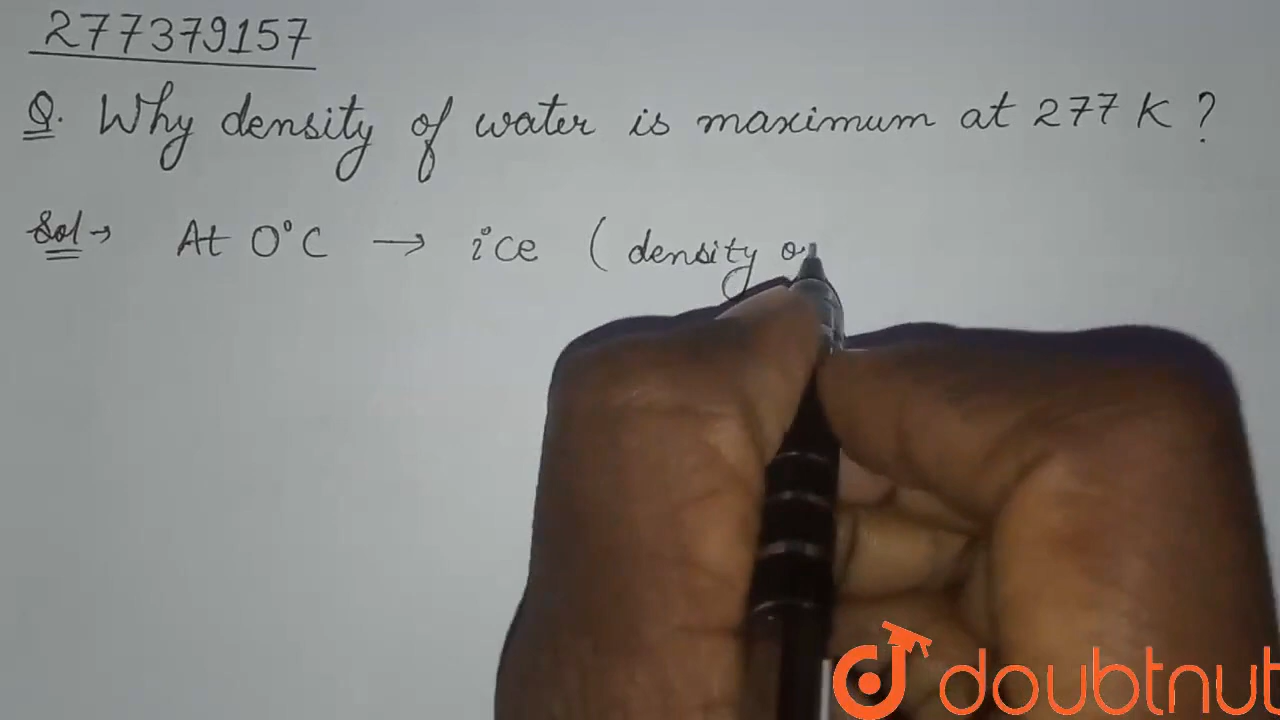 277379157
Q. Why density of water is maximum at 277 K ?
Sol → At 0°C → ice ( density o
doubtnut